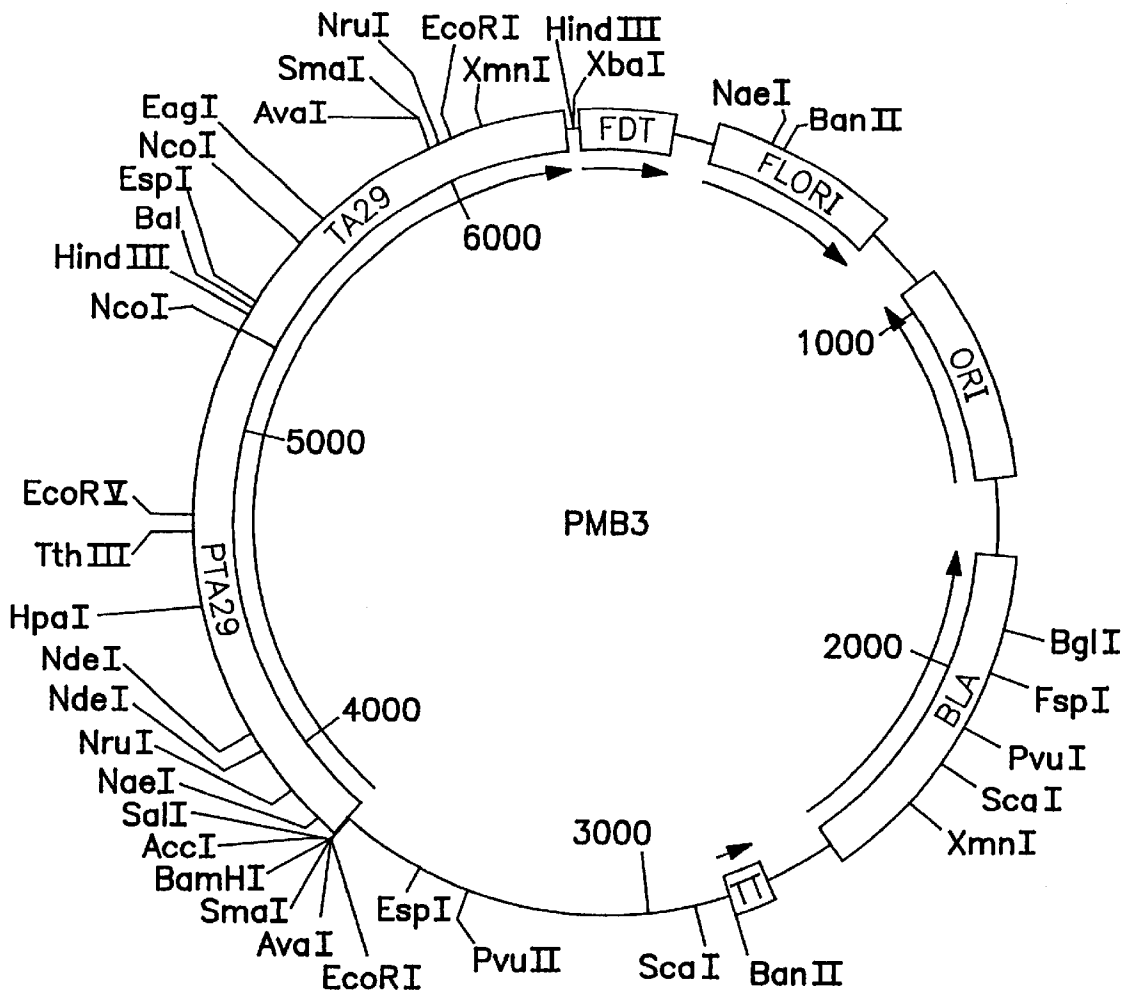 NruI
EcoRI
HindIII
SmaI
XmnI
XbaI
AvaI
EagI
NcoI
EspI
Bal
HindIII
NcoI
TA29
6000
FDT
NaeI
BanII
FLORI
1000
ORI
5000
EcoRV
TthIII
PTA29
HpaI
PMB3
NdeI
NdeI
NruI
NaeI
SalI
AccI
BamHI
SmaI
AvaI
EcoRI
4000
EspI
PvuII
3000
ScaI
BanII
TT
2000
BLA
BglI
FspI
PvuI
ScaI
XmnI